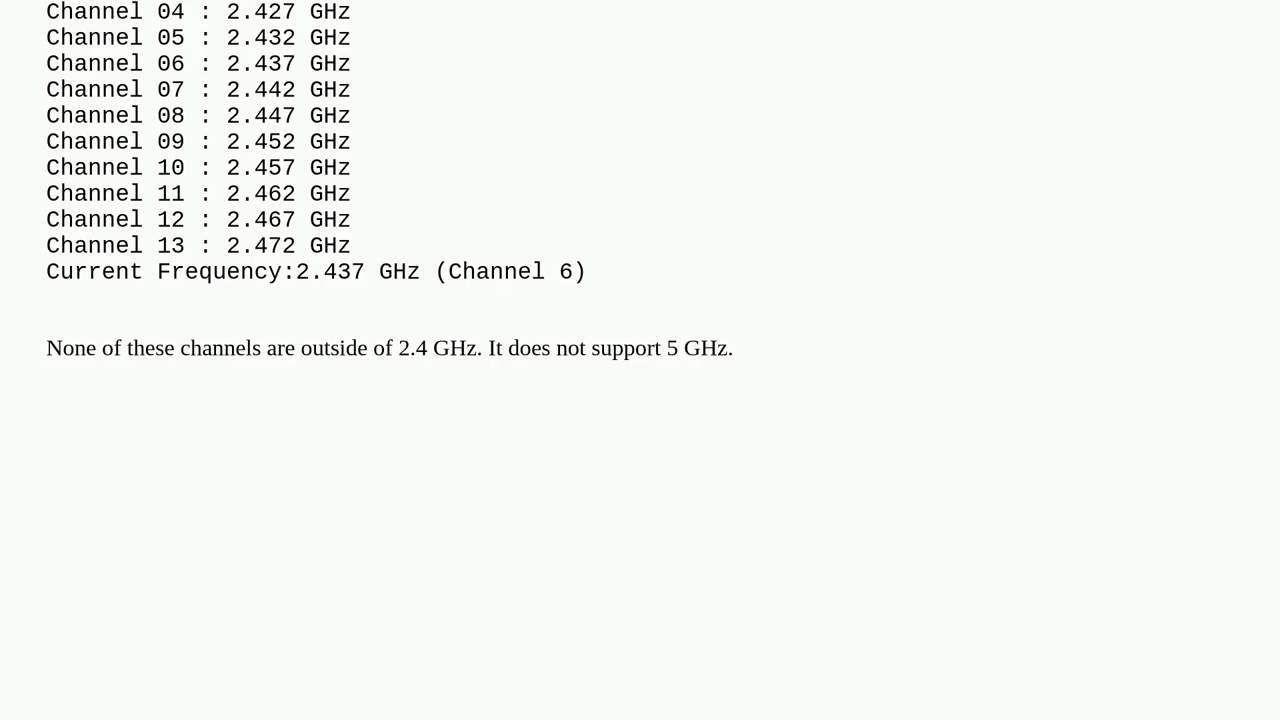 Channel 04 : 2.427 GHz
Channel 05 : 2.432 GHz
Channel 06 : 2.437 GHz
Channel 07 : 2.442 GHz
Channel 08 : 2.447 GHz
Channel 09 : 2.452 GHz
Channel 10 : 2.457 GHz
Channel 11 : 2.462 GHz
Channel 12 : 2.467 GHz
Channel 13 : 2.472 GHz
Current Frequency:2.437 GHz (Channel 6)
None of these channels are outside of 2.4 GHz. It does not support 5 GHz.